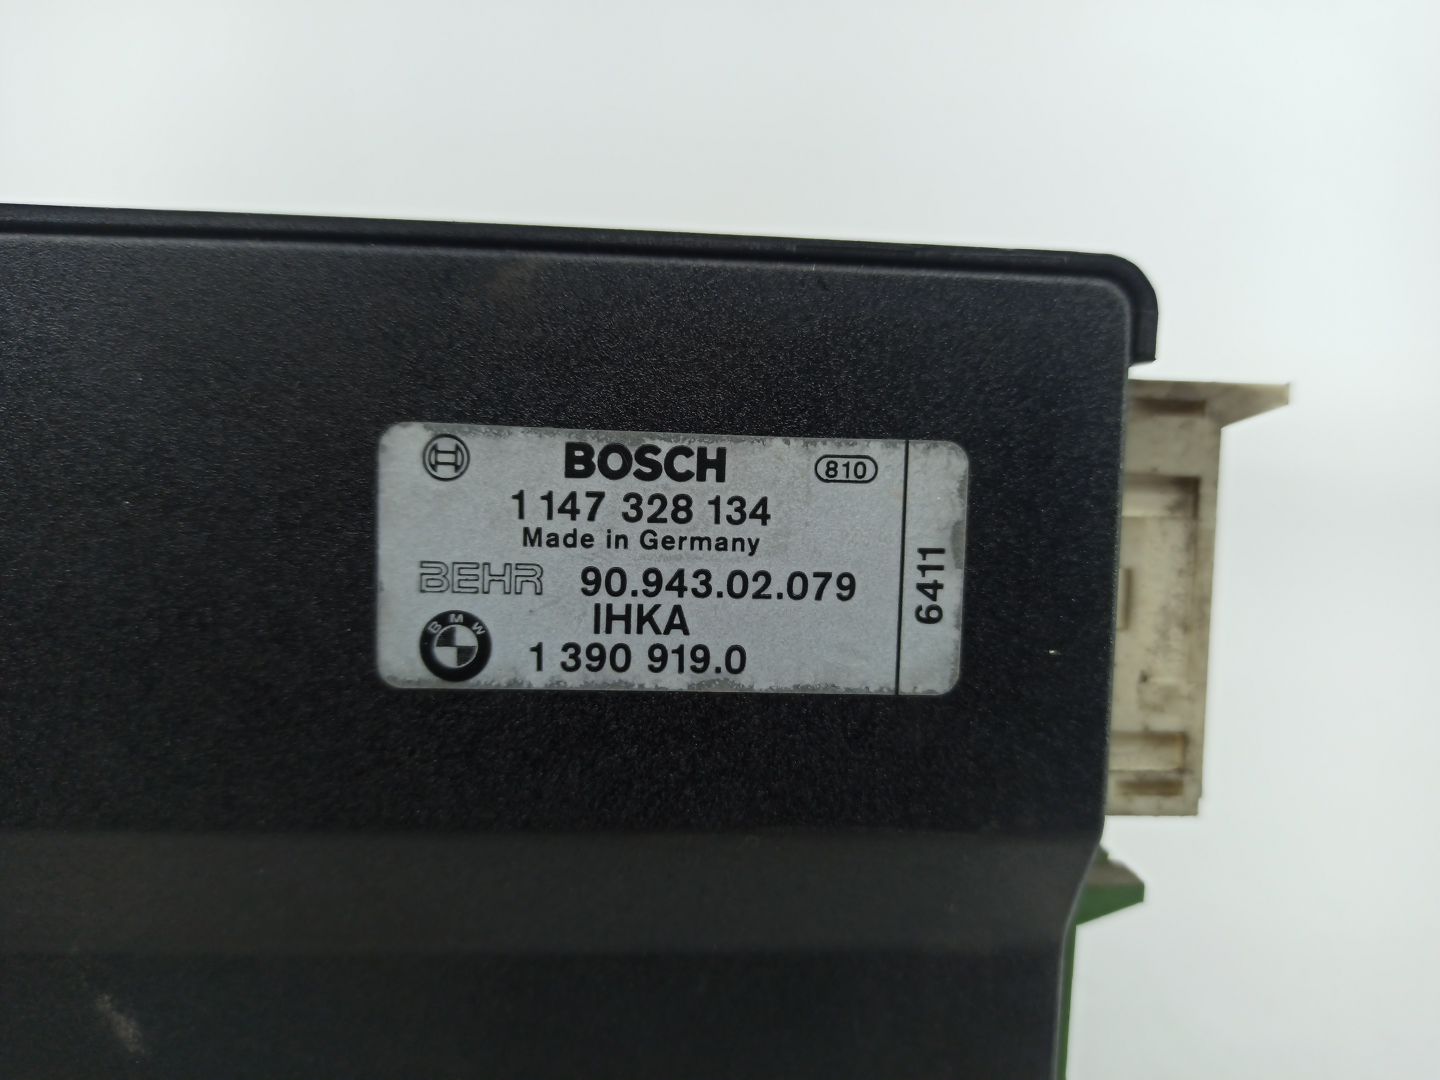 BOSCH 810
1 147 328 134
Made in Germany
BEHR 90.943.02.079
IHKA
BMW 1 390 919.0
6411